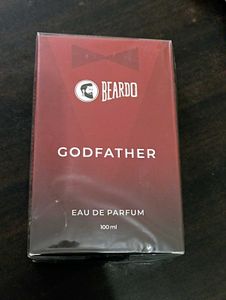 BEARDO
GODFATHER
EAU DE PARFUM
100 ml